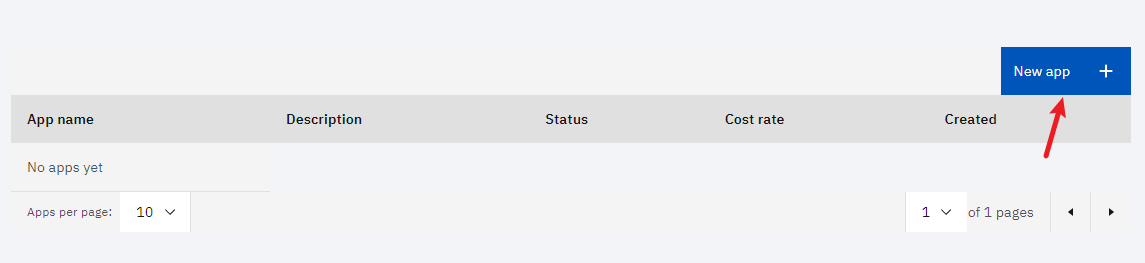 New app
App name Description Status Cost rate Created
No apps yet
Apps per page: 10 1 of 1 pages